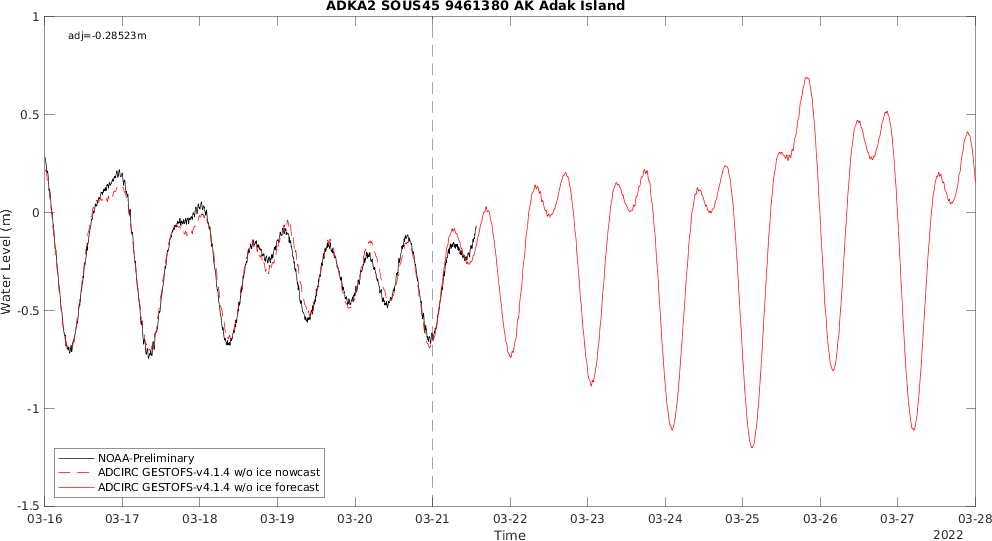 ADKA2 SOUS45 9461380 AK Adak Island
adj=-0.28523m
1
0.5
0
-0.5
-1
-1.5
Water Level (m)
NOAA-Preliminary
ADCIRC GESTOFS-v4.1.4 w/o ice nowcast
ADCIRC GESTOFS-v4.1.4 w/o ice forecast
03-16 03-17 03-18 03-19 03-20 03-21 03-22 03-23 03-24 03-25 03-26 03-27 03-28
Time
2022